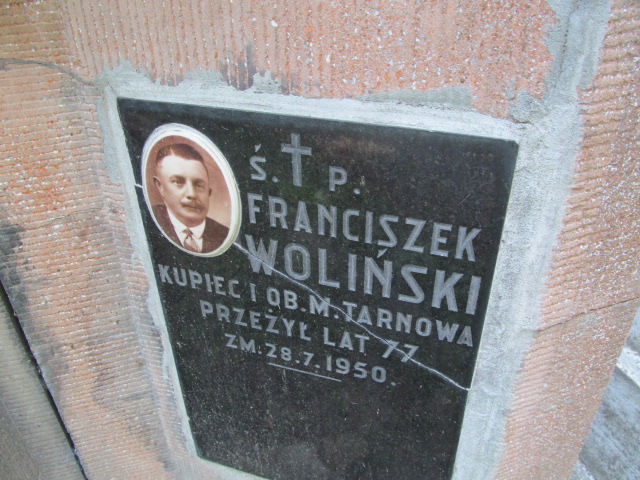 Ś. † P.
FRANCISZEK
WOLIŃSKI
KUPIEC I OB. M. TARNOWA
PRZEŻYŁ LAT 77
ZM. 28.7.1950.